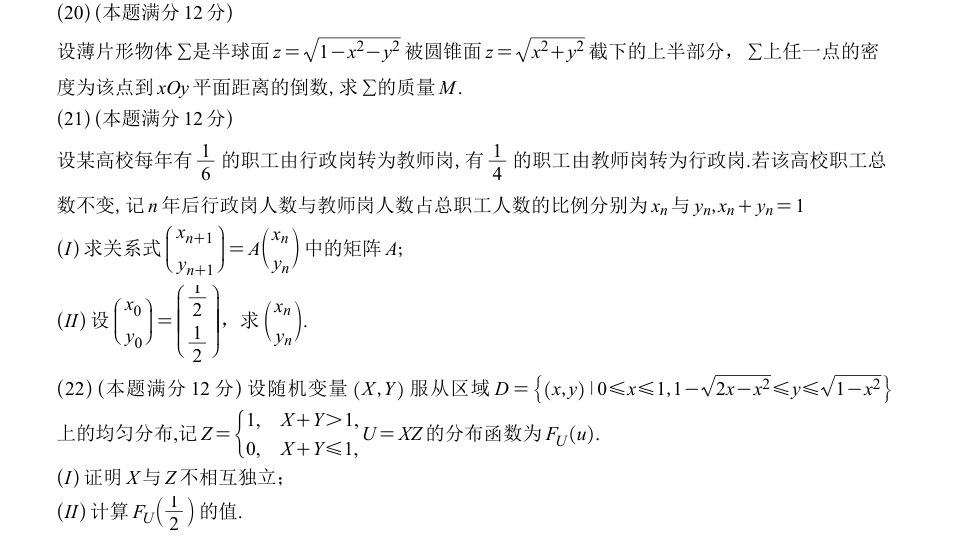 (20) (本题满分 12 分)
设薄片形物体 ∑是半球面 z=√(1−x²−y²) 被圆锥面 z=√(x²+y²) 截下的上半部分，∑上任一点的密
度为该点到 xOy 平面距离的倒数, 求 ∑的质量 M.
(21) (本题满分 12 分)
设某高校每年有 1/6 的职工由行政岗转为教师岗, 有 1/4 的职工由教师岗转为行政岗.若该高校职工总
数不变, 记 n 年后行政岗人数与教师岗人数占总职工人数的比例分别为 xₙ 与 yₙ,xₙ+yₙ=1
(I) 求关系式 (xₙ₊₁ yₙ₊₁) = A (xₙ yₙ) 中的矩阵 A;
(II) 设 (x₀ y₀) = (1/2 1/2)，求 (xₙ yₙ).
(22) (本题满分 12 分) 设随机变量 (X,Y) 服从区域 D = {(x,y) | 0≤x≤1,1−√(2x−x²)≤y≤√(1−x²)}
上的均匀分布,记 Z={1, X+Y>1, 0, X+Y≤1, U=XZ 的分布函数为 F_U(u).
(I) 证明 X 与 Z 不相互独立；
(II) 计算 F_U(1/2) 的值.